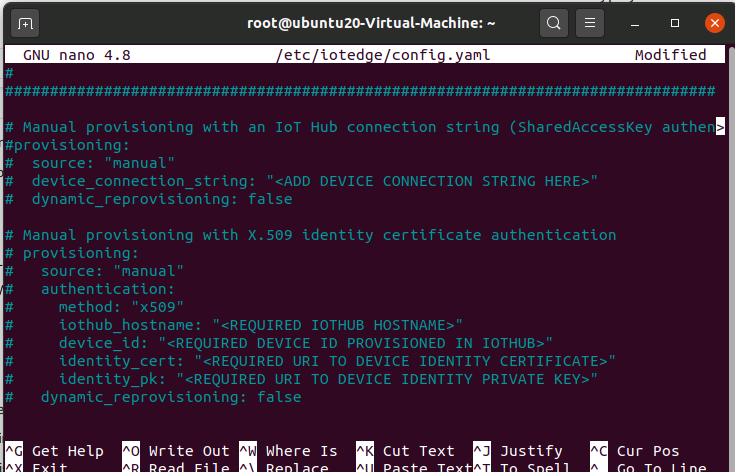 root@ubuntu20-Virtual-Machine: ~
GNU nano 4.8 /etc/iotedge/config.yaml Modified
#
###############################################################################
# Manual provisioning with an IoT Hub connection string (SharedAccessKey authen>
#provisioning:
#  source: "manual"
#  device_connection_string: "<ADD DEVICE CONNECTION STRING HERE>"
#  dynamic_reprovisioning: false
# Manual provisioning with X.509 identity certificate authentication
# provisioning:
#   source: "manual"
#   authentication:
#     method: "x509"
#     iothub_hostname: "<REQUIRED IOTHUB HOSTNAME>"
#     device_id: "<REQUIRED DEVICE ID PROVISIONED IN IOTHUB>"
#     identity_cert: "<REQUIRED URI TO DEVICE IDENTITY CERTIFICATE>"
#     identity_pk: "<REQUIRED URI TO DEVICE IDENTITY PRIVATE KEY>"
#   dynamic_reprovisioning: false
^G Get Help ^O Write Out ^W Where Is ^K Cut Text ^J Justify ^C Cur Pos
^X Exit ^R Read File ^\ Replace ^U Paste Text ^T To Spell ^_ Go To Line